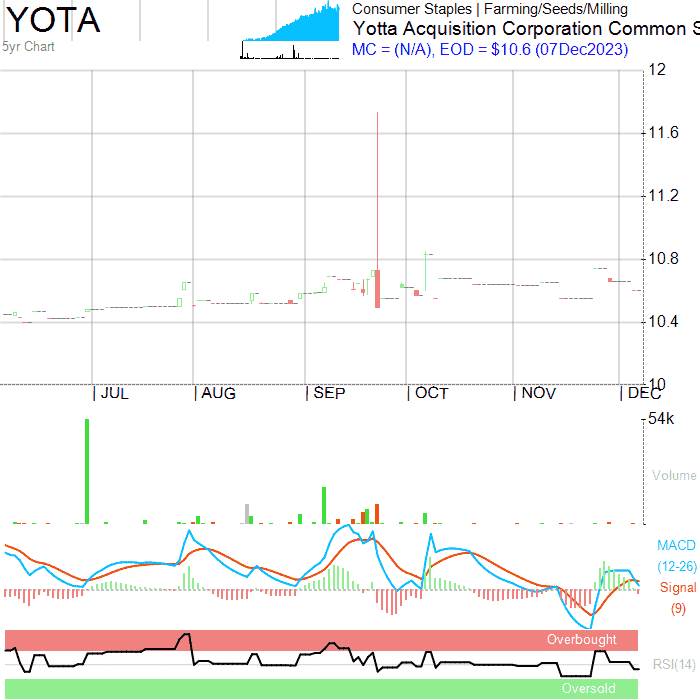 YOTA
5yr Chart
Consumer Staples | Farming/Seeds/Milling
Yotta Acquisition Corporation Common S
MC = (N/A), EOD = $10.6 (07Dec2023)
12
11.6
11.2
10.8
10.4
10
JUL
AUG
SEP
OCT
NOV
DEC
54k
Volume
MACD
(12-26)
Signal
(9)
Overbought
RSI(14)
Oversold